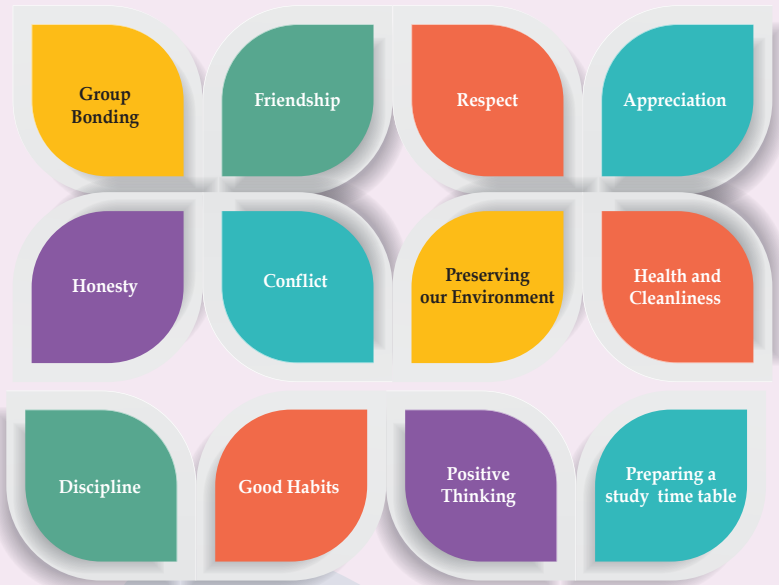 Group
Bonding
Friendship
Respect
Appreciation
Honesty
Conflict
Preserving
our Environment
Health and
Cleanliness
Discipline
Good Habits
Positive
Thinking
Preparing a
study time table